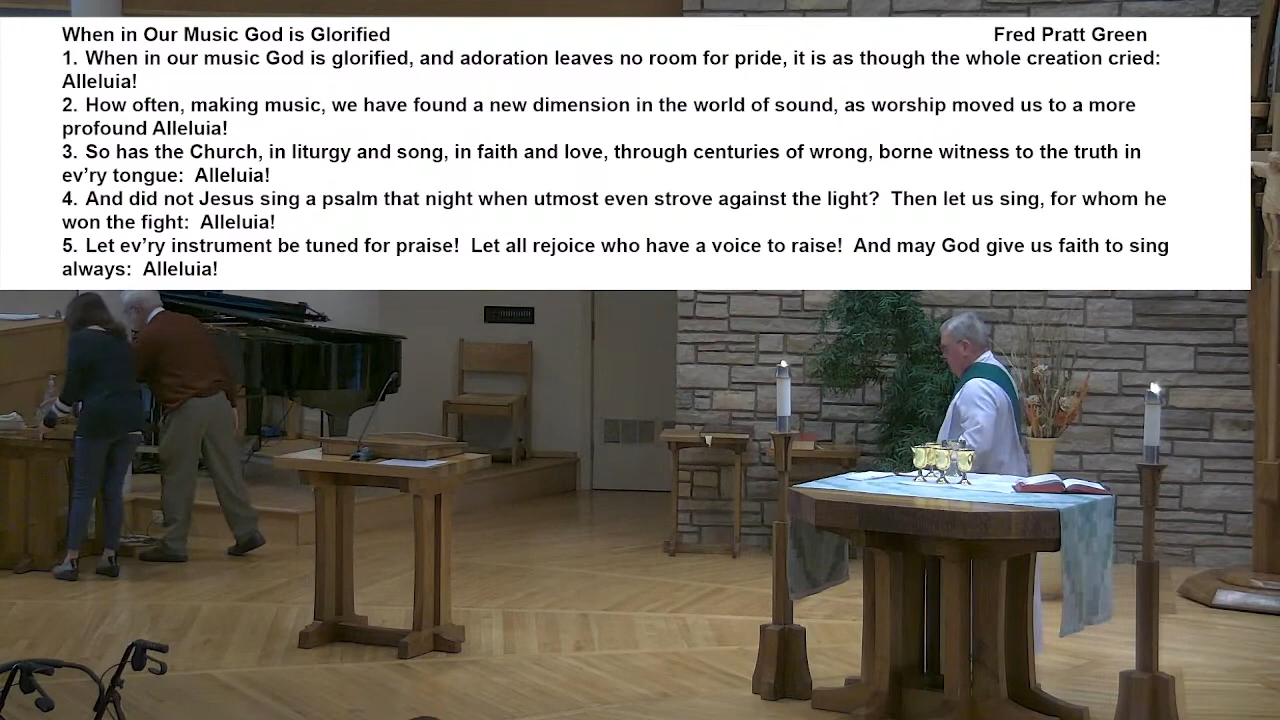 When in Our Music God is Glorified Fred Pratt Green
1. When in our music God is glorified, and adoration leaves no room for pride, it is as though the whole creation cried:
Alleluia!
2. How often, making music, we have found a new dimension in the world of sound, as worship moved us to a more
profound Alleluia!
3. So has the Church, in liturgy and song, in faith and love, through centuries of wrong, borne witness to the truth in
ev'ry tongue:  Alleluia!
4. And did not Jesus sing a psalm that night when utmost even strove against the light?  Then let us sing, for whom he
won the fight:  Alleluia!
5. Let ev'ry instrument be tuned for praise!  Let all rejoice who have a voice to raise!  And may God give us faith to sing
always:  Alleluia!